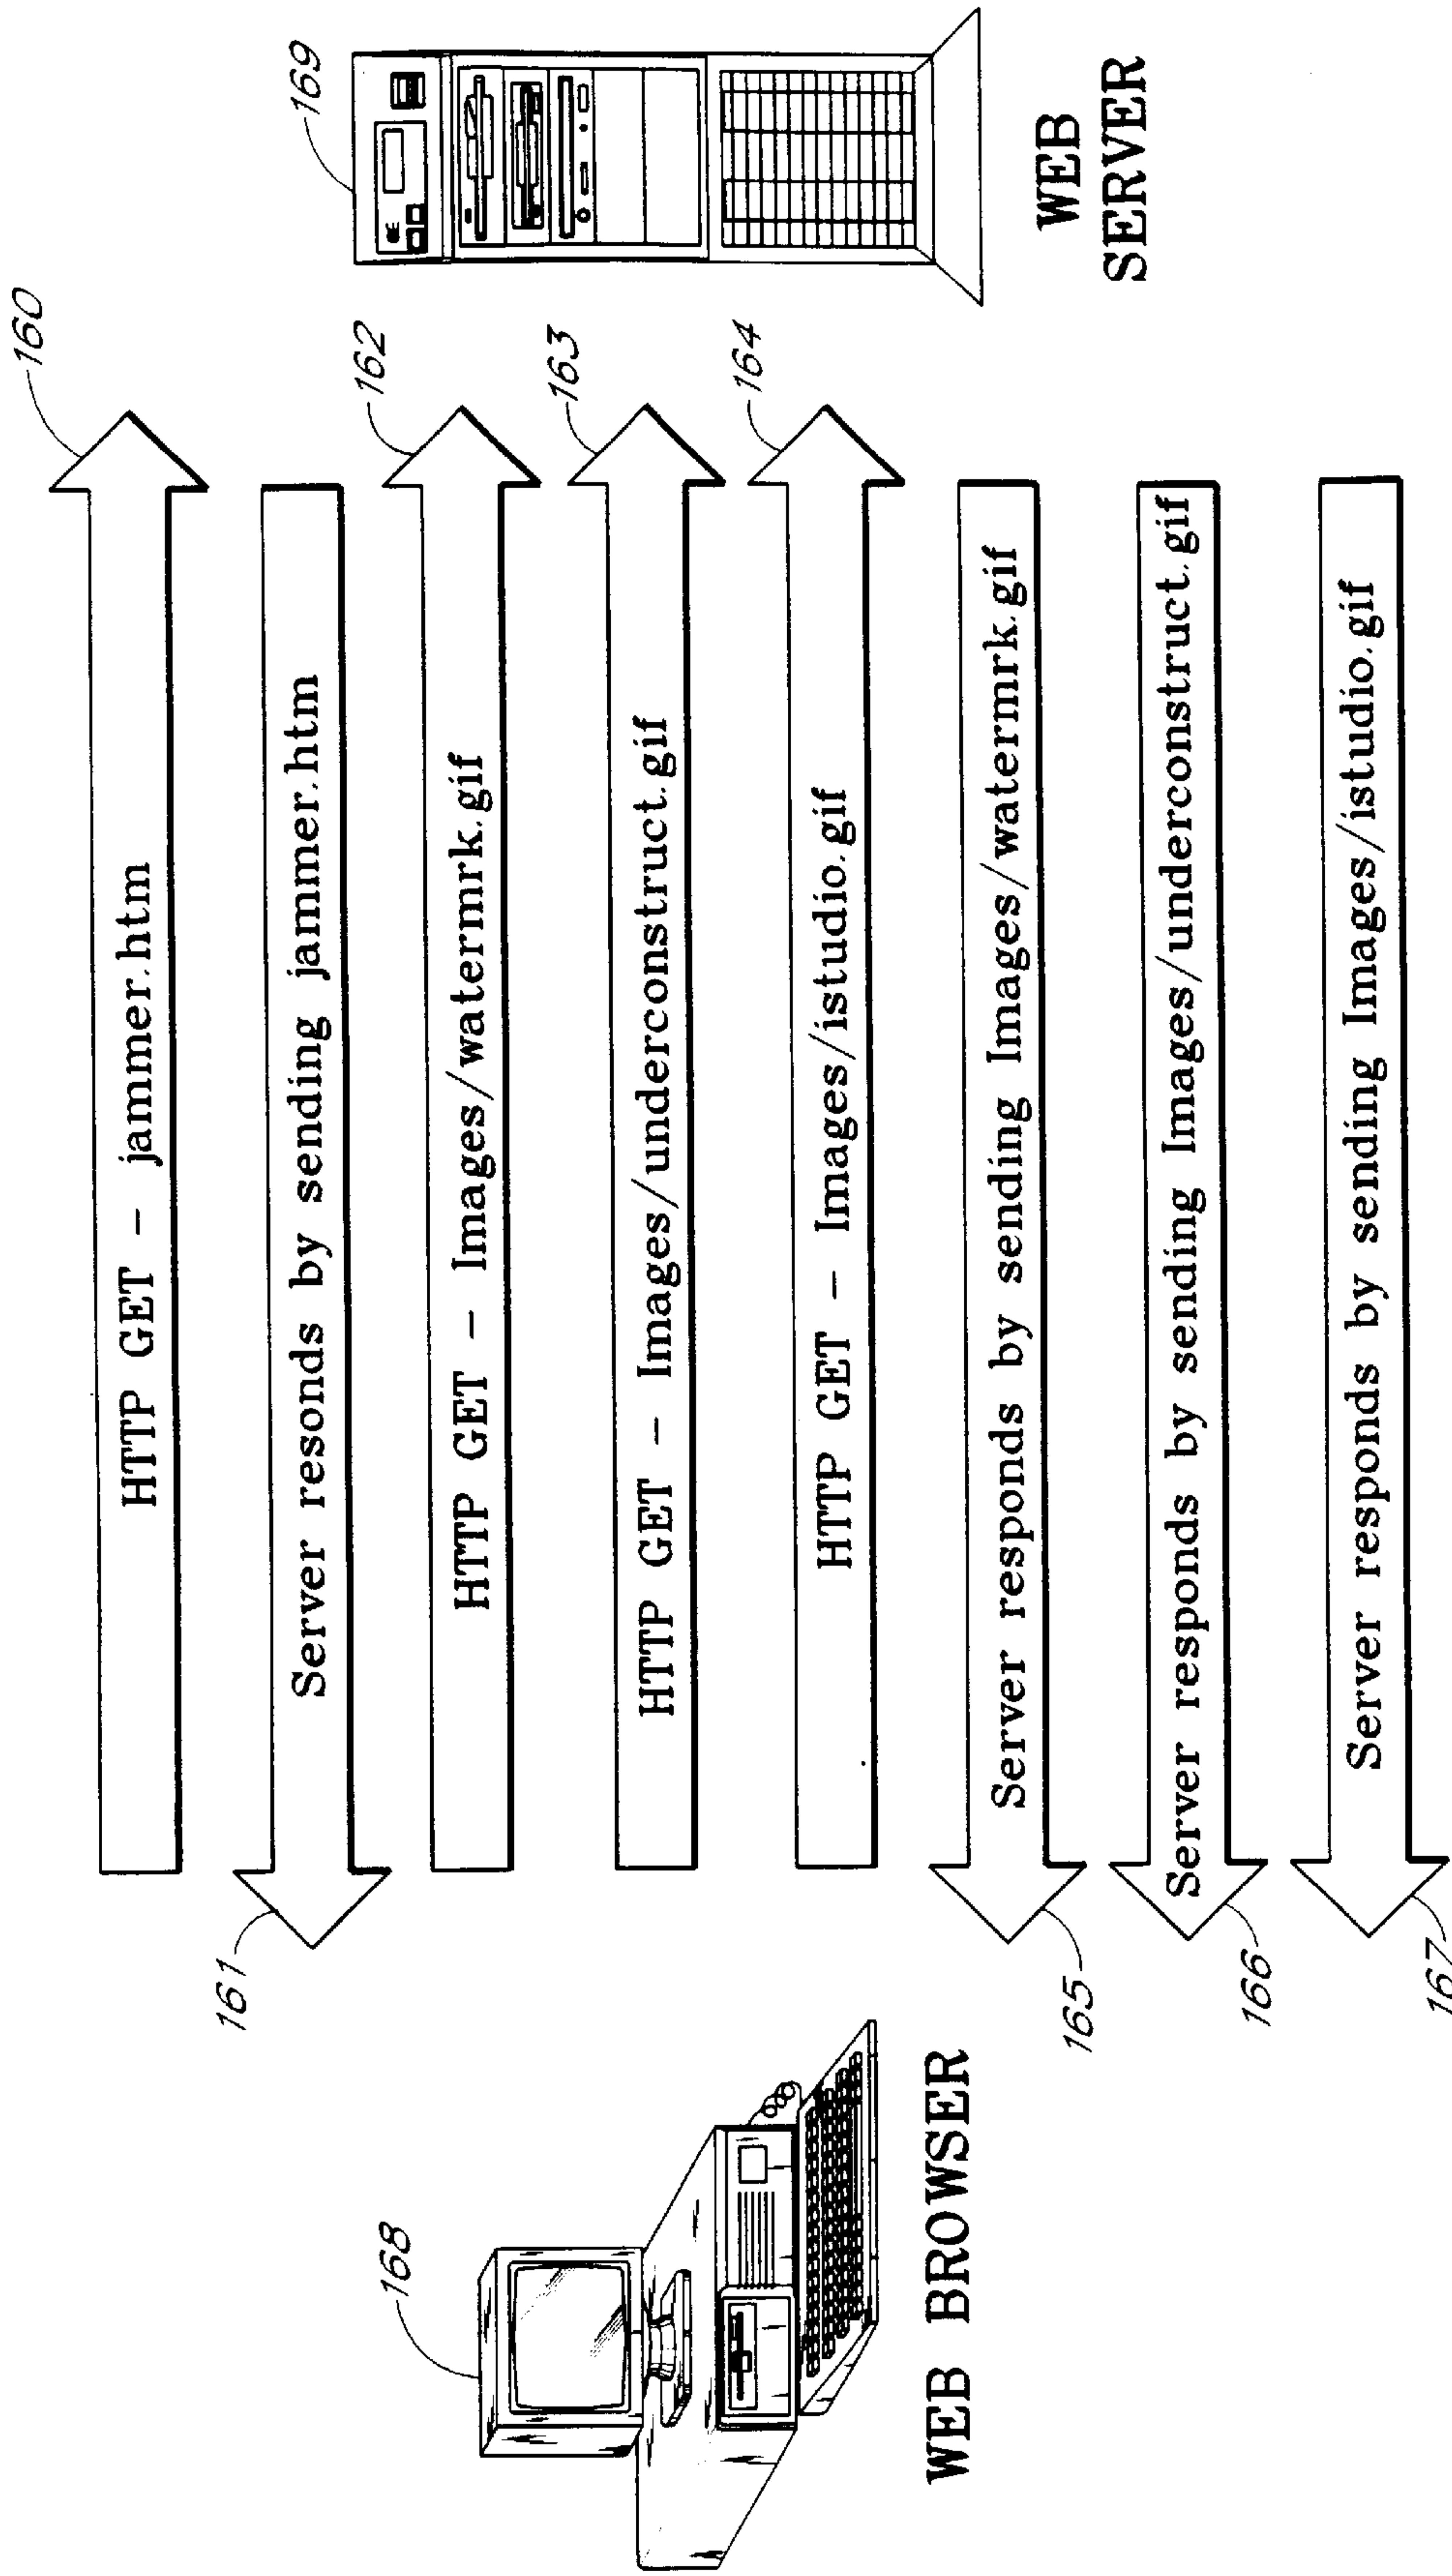 HTTP GET - jammer.htm
160
161
Server resonds by sending jammer.htm
HTTP GET - Images/watermrk.gif
162
HTTP GET - Images/underconstruct.gif
163
HTTP GET - Images/istudio.gif
164
165
Server responds by sending Images/watermrk.gif
166
Server responds by sending Images/underconstruct.gif
167
Server responds by sending Images/istudio.gif
168
WEB BROWSER
169
WEB
SERVER